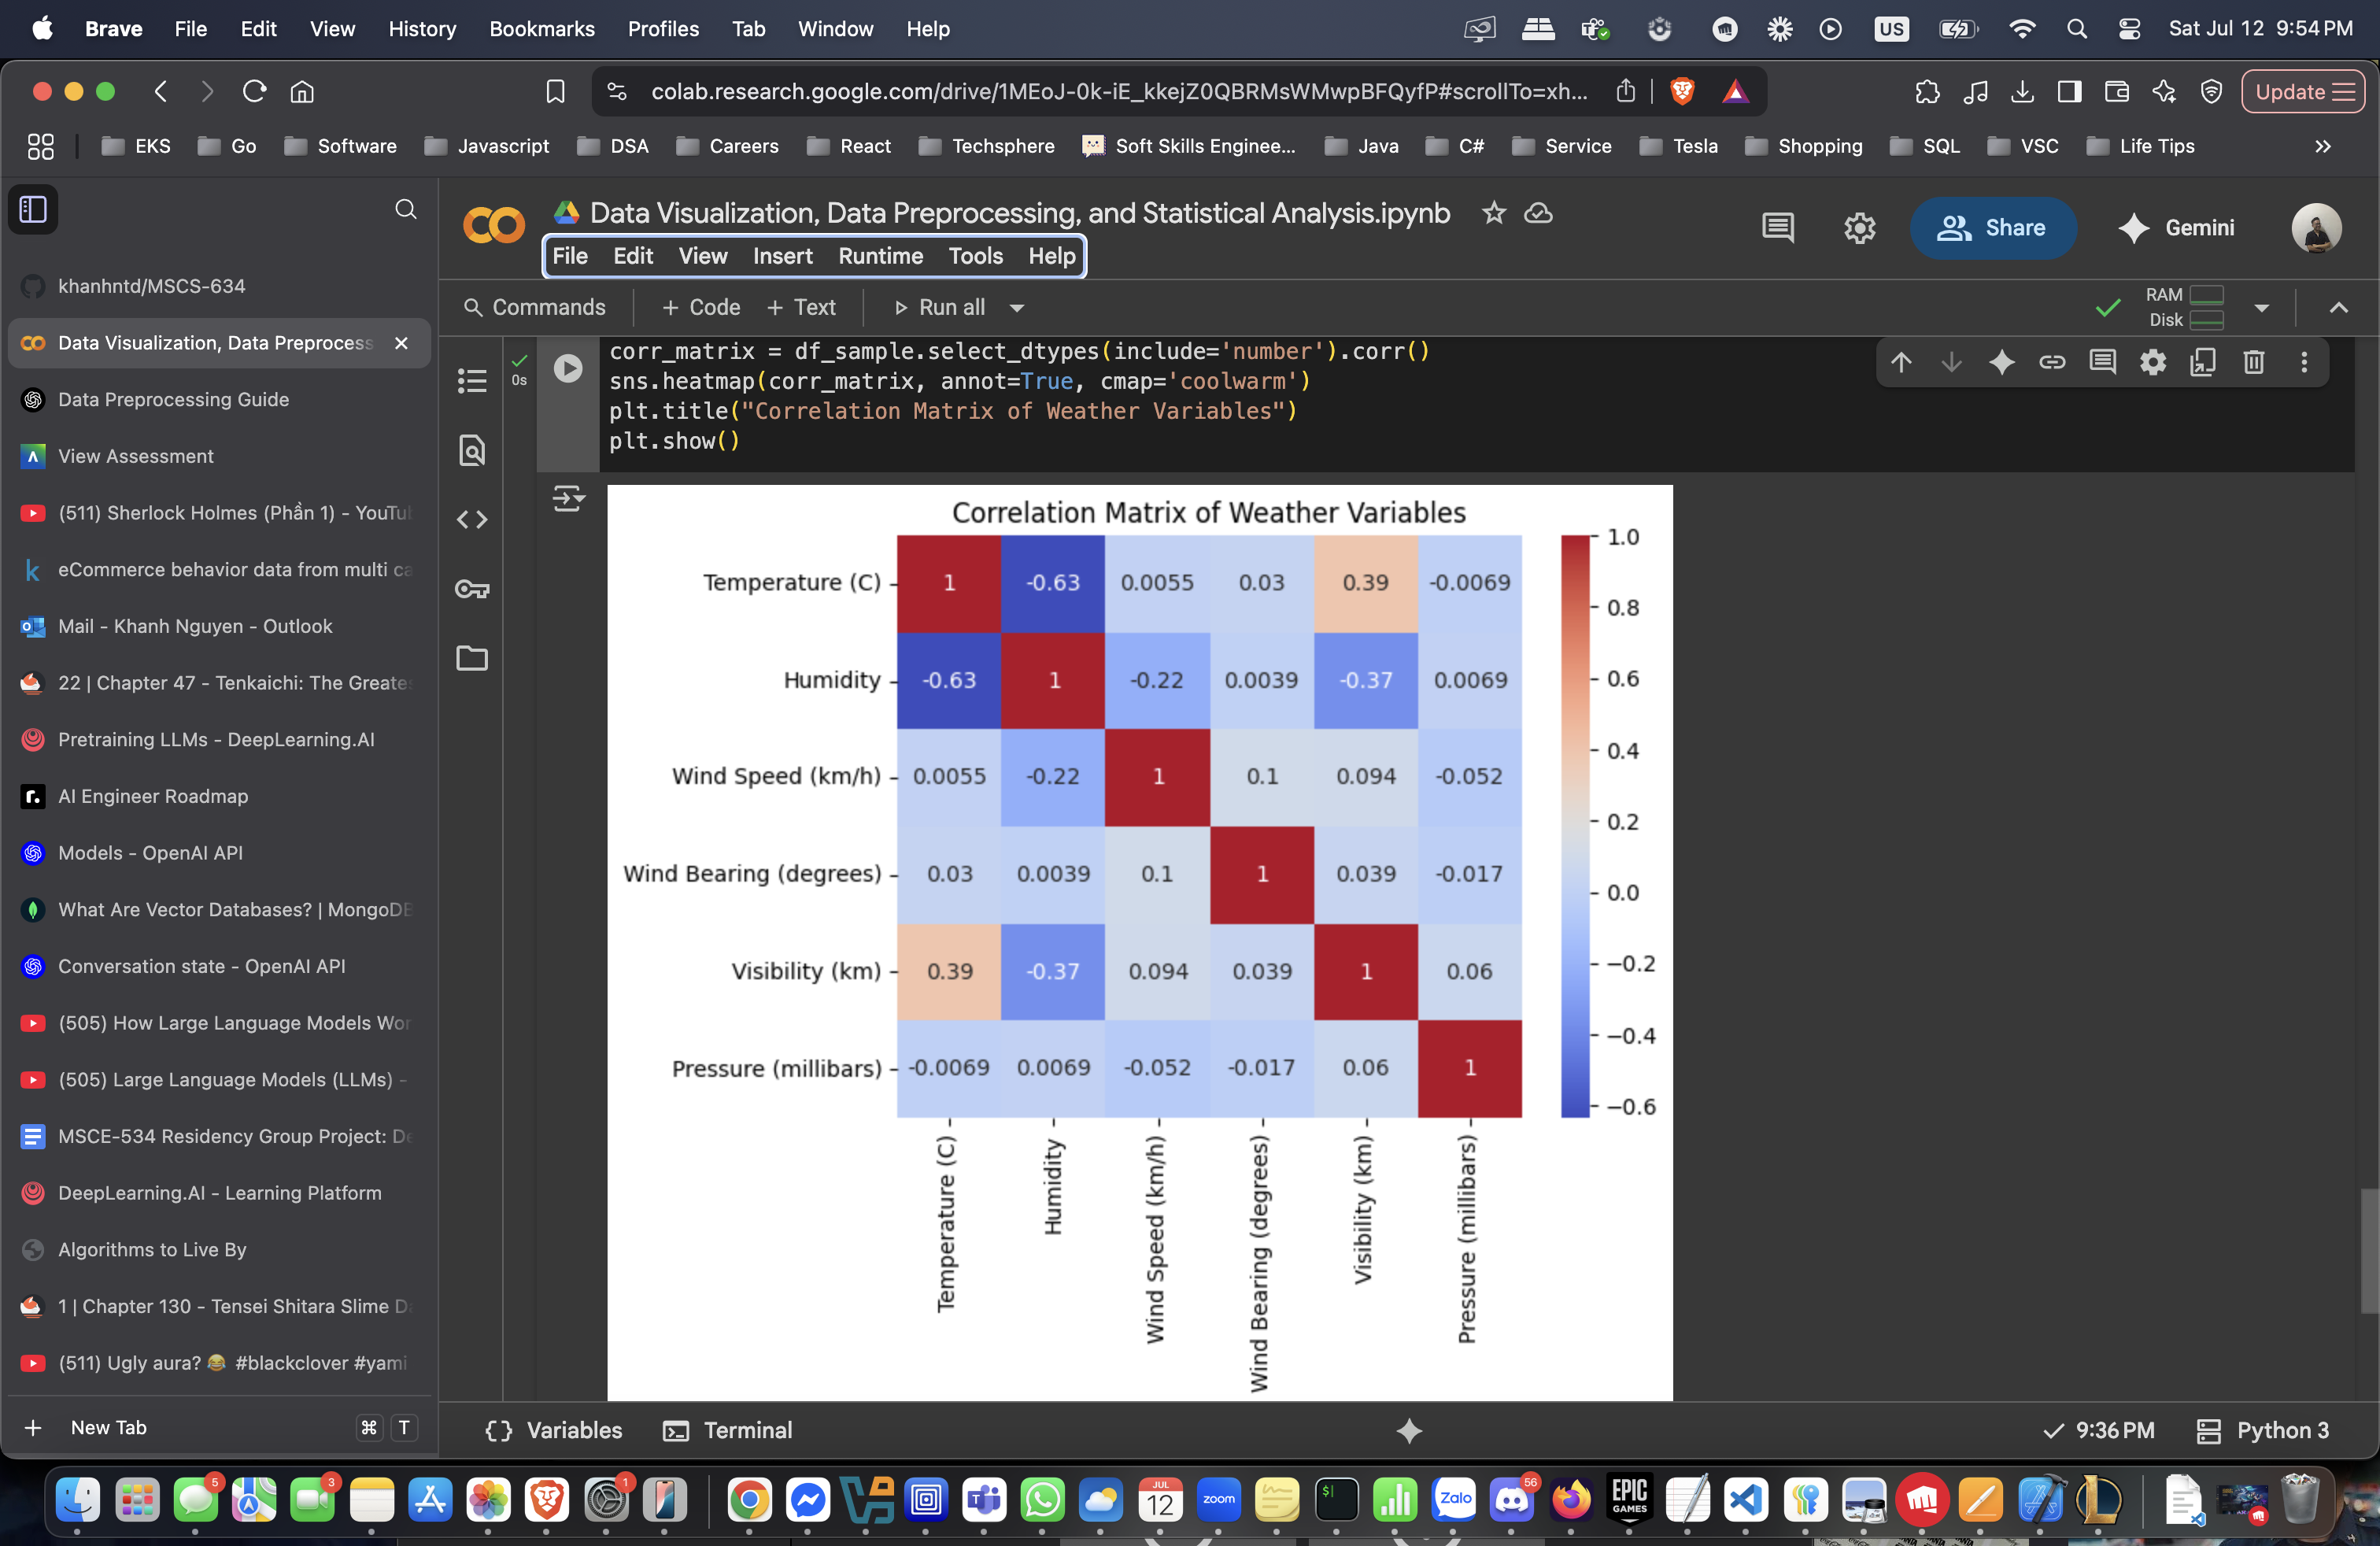 Brave File Edit View History Bookmarks Profiles Tab Window Help US Sat Jul 12 9:54 PM
colab.research.google.com/drive/1MEoJ-0k-iE_kkejZ0QBRMsWMwpBFQyfP#scrollTo=xh... Update
EKS Go Software Javascript DSA Careers React Techsphere Soft Skills Enginee... Java C# Service Tesla Shopping SQL VSC Life Tips
khanhntd/MSCS-634
Data Visualization, Data Preprocess
Data Preprocessing Guide
View Assessment
(511) Sherlock Holmes (Phần 1) - YouTu
eCommerce behavior data from multi ca
Mail - Khanh Nguyen - Outlook
22 | Chapter 47 - Tenkaichi: The Greate
Pretraining LLMs - DeepLearning.AI
AI Engineer Roadmap
Models - OpenAI API
What Are Vector Databases? | MongoDB
Conversation state - OpenAI API
(505) How Large Language Models Wor
(505) Large Language Models (LLMs) -
MSCE-534 Residency Group Project: De
DeepLearning.AI - Learning Platform
Algorithms to Live By
1 | Chapter 130 - Tensei Shitara Slime Da
(511) Ugly aura? 😂 #blackclover #yami
New Tab ⌘ T
Data Visualization, Data Preprocessing, and Statistical Analysis.ipynb
File Edit View Insert Runtime Tools Help
Share Gemini
Commands + Code + Text Run all
RAM
Disk
0s
corr_matrix = df_sample.select_dtypes(include='number').corr()
sns.heatmap(corr_matrix, annot=True, cmap='coolwarm')
plt.title("Correlation Matrix of Weather Variables")
plt.show()
Correlation Matrix of Weather Variables
Temperature (C) 1 -0.63 0.0055 0.03 0.39 -0.0069
Humidity -0.63 1 -0.22 0.0039 -0.37 0.0069
Wind Speed (km/h) 0.0055 -0.22 1 0.1 0.094 -0.052
Wind Bearing (degrees) 0.03 0.0039 0.1 1 0.039 -0.017
Visibility (km) 0.39 -0.37 0.094 0.039 1 0.06
Pressure (millibars) -0.0069 0.0069 -0.052 -0.017 0.06 1
Temperature (C)
Humidity
Wind Speed (km/h)
Wind Bearing (degrees)
Visibility (km)
Pressure (millibars)
1.0
0.8
0.6
0.4
0.2
0.0
−0.2
−0.4
−0.6
Variables Terminal
9:36 PM Python 3
5 3 1 JUL 12 zoom $| Zalo 56 EPIC GAMES